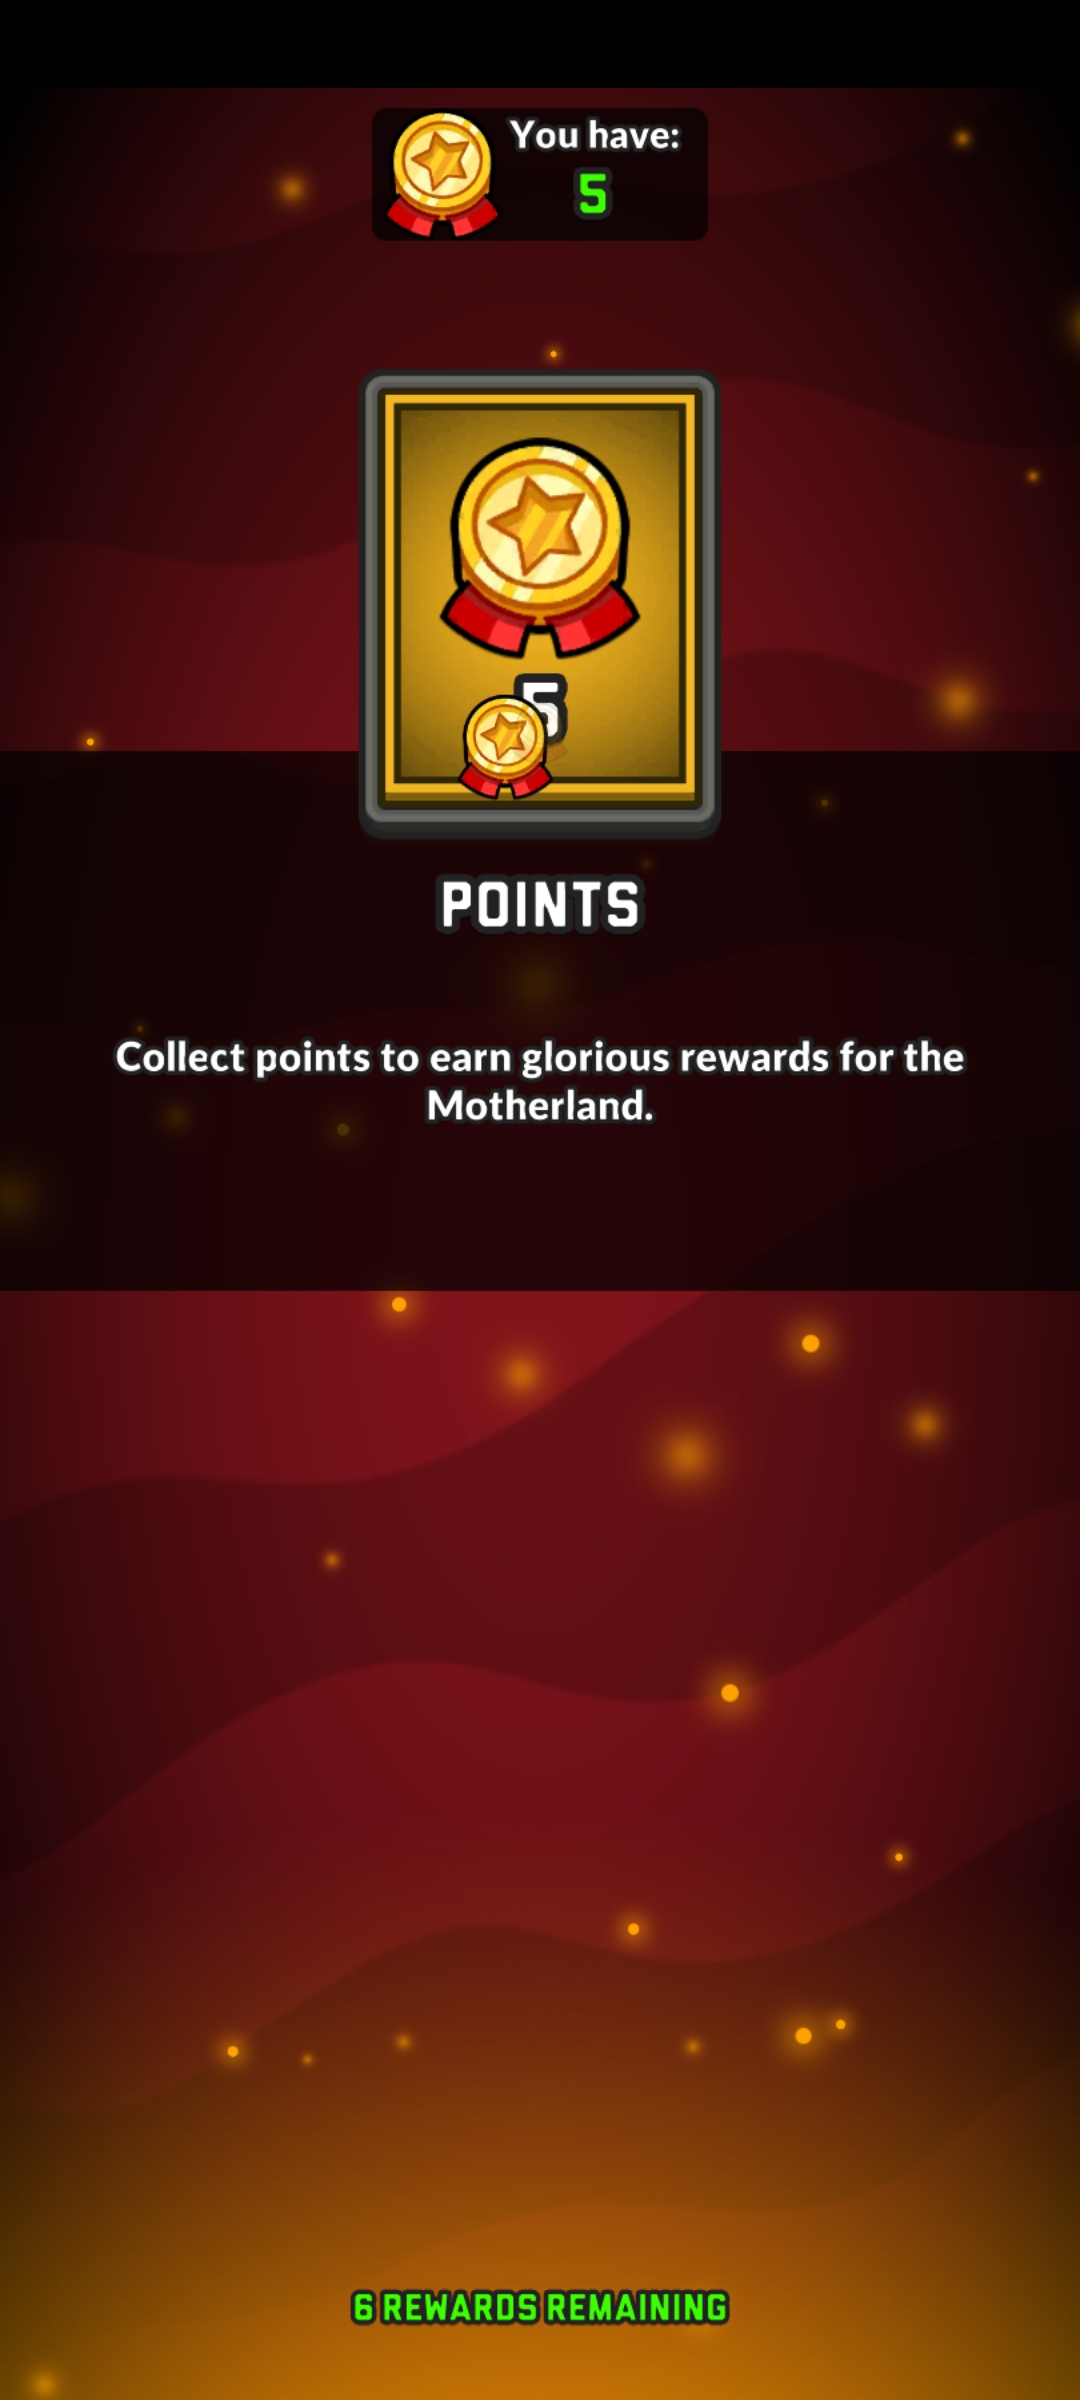 You have:
5
5
POINTS
Collect points to earn glorious rewards for the
Motherland.
6 REWARDS REMAINING